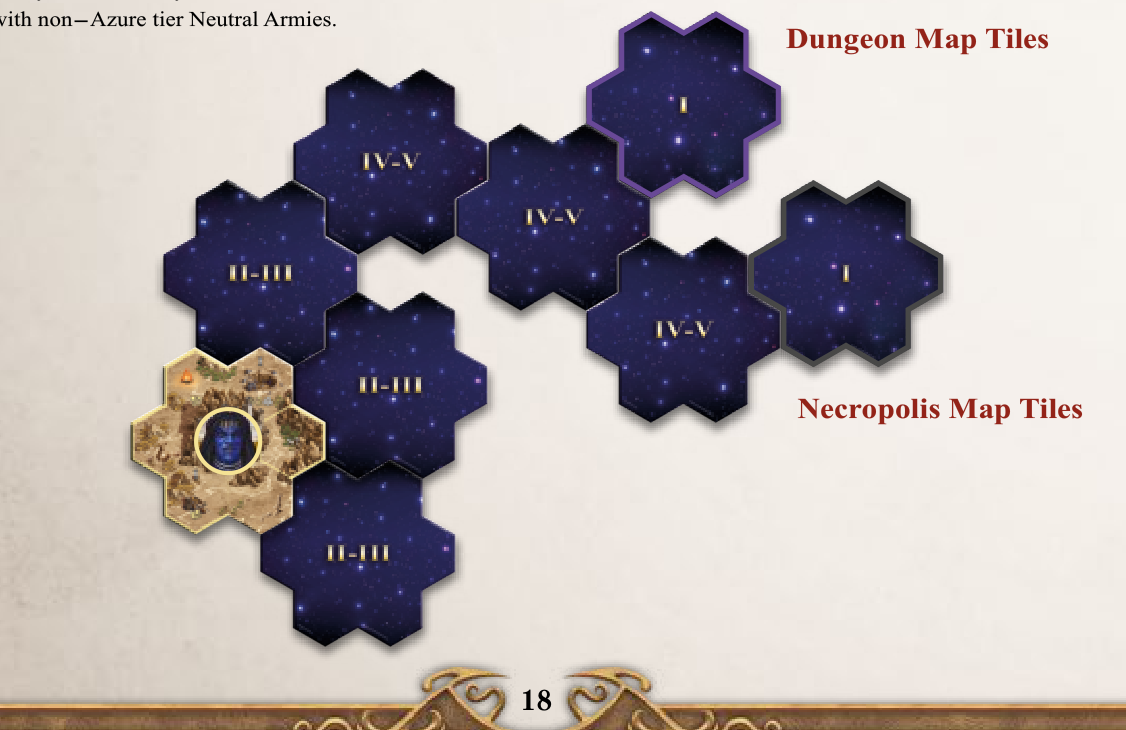 with non–Azure tier Neutral Armies.
Dungeon Map Tiles
I
IV-V
IV-V
II-III
I
IV-V
II-III
Necropolis Map Tiles
II-III
18